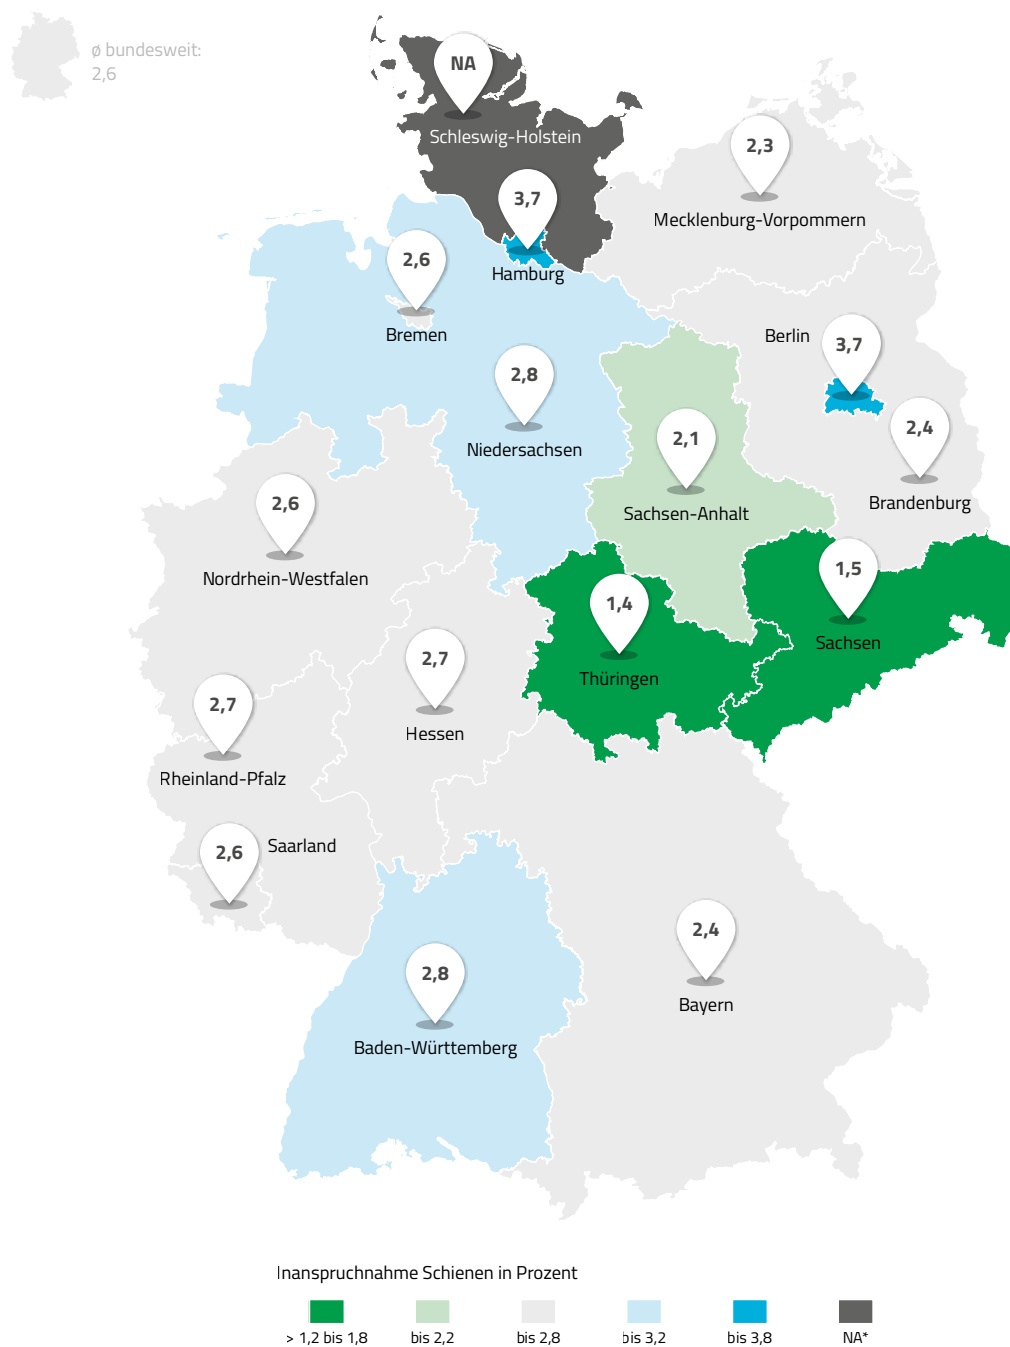 ø bundesweit:
2,6
NA
Schleswig-Holstein
2,3
Mecklenburg-Vorpommern
3,7
Hamburg
2,6
Bremen
Berlin
3,7
2,8
Niedersachsen
2,4
Brandenburg
2,1
Sachsen-Anhalt
2,6
Nordrhein-Westfalen
1,5
Sachsen
1,4
Thüringen
2,7
Hessen
2,7
Rheinland-Pfalz
Saarland
2,6
2,4
Bayern
2,8
Baden-Württemberg
Inanspruchnahme Schienen in Prozent
> 1,2 bis 1,8 bis 2,2 bis 2,8 bis 3,2 bis 3,8 NA*